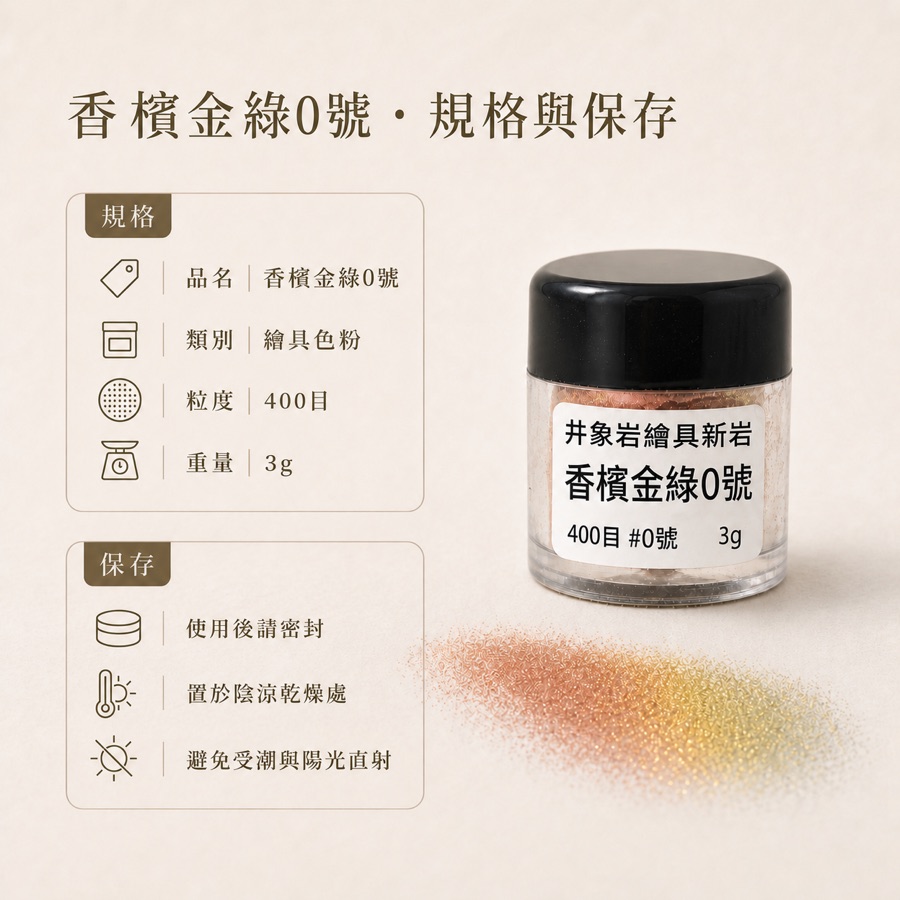 香檳金綠0號・規格與保存
規格
品名｜香檳金綠0號
類別｜繪具色粉
粒度｜400目
重量｜3g
保存
使用後請密封
置於陰涼乾燥處
避免受潮與陽光直射
井象岩繪具新岩
香檳金綠0號
400目 #0號 3g